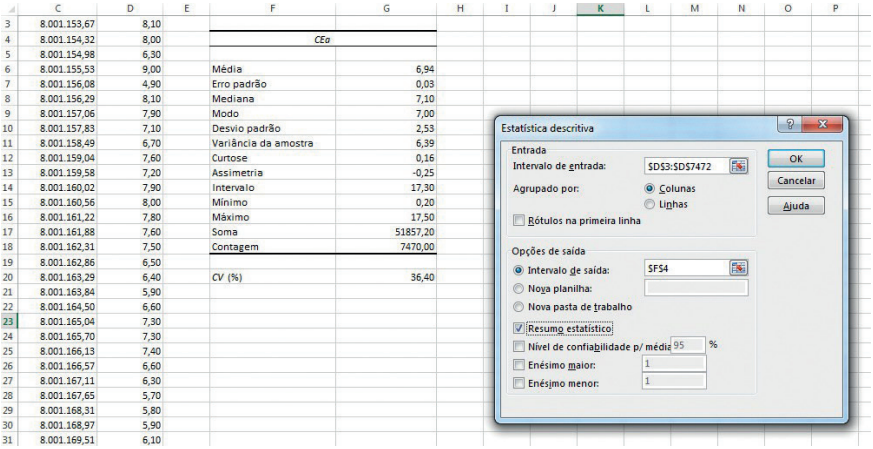 C D E F G H I J K L M N O P
3 8.001.153,67 8,10
4 8.001.154,32 8,00 CEa
5 8.001.154,98 6,30
6 8.001.155,53 9,00 Média 6,94
7 8.001.156,08 4,90 Erro padrão 0,03
8 8.001.156,29 8,10 Mediana 7,10
9 8.001.157,06 7,90 Modo 7,00
10 8.001.157,83 7,10 Desvio padrão 2,53
11 8.001.158,49 6,70 Variância da amostra 6,39
12 8.001.159,04 7,60 Curtose 0,16
13 8.001.159,58 7,20 Assimetria -0,25
14 8.001.160,02 7,90 Intervalo 17,30
15 8.001.160,56 8,00 Mínimo 0,20
16 8.001.161,22 7,80 Máximo 17,50
17 8.001.161,88 7,60 Soma 51857,20
18 8.001.162,31 7,50 Contagem 7470,00
19 8.001.162,86 6,50
20 8.001.163,29 6,40 CV (%) 36,40
21 8.001.163,84 5,90
22 8.001.164,50 6,60
23 8.001.165,04 7,30
24 8.001.165,70 7,30
25 8.001.166,13 7,40
26 8.001.166,57 6,60
27 8.001.167,11 6,30
28 8.001.167,65 5,70
29 8.001.168,31 5,80
30 8.001.168,97 5,90
31 8.001.169,51 6,10
Estatística descritiva
Entrada
Intervalo de entrada: $D$3:$D$7472
Agrupado por: Colunas
Linhas
Rótulos na primeira linha
OK
Cancelar
Ajuda
Opções de saída
Intervalo de saída: $F$4
Nova planilha:
Nova pasta de trabalho
Resumo estatístico
Nível de confiabilidade p/ média 95 %
Enésimo maior: 1
Enésimo menor: 1